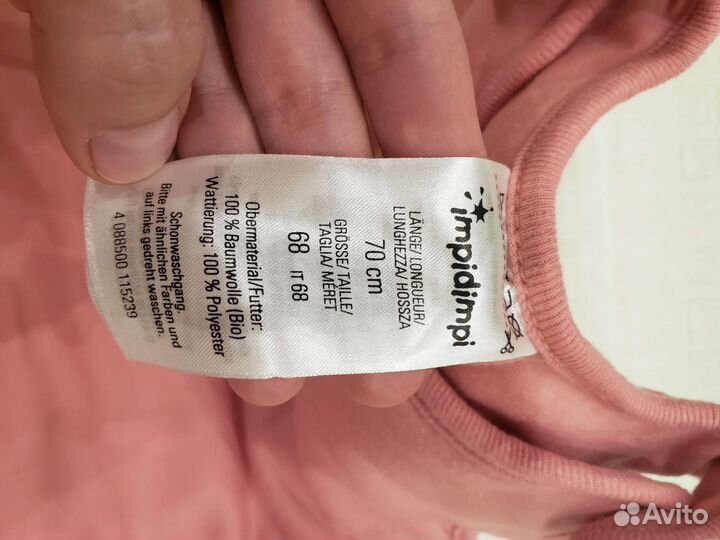 impidimpi
LÄNGE/ LONGUEUR/
LUNGHEZZA/ HOSSZA
70 cm
GRÖSSE/TAILLE/
TAGLIA/ MÉRET
68 IT 68
Obermaterial/Futter:
100 % Baumwolle (Bio)
Wattierung: 100 % Polyester
Schonwaschgang.
Bitte mit ähnlichen Farben und
auf links gedreht waschen.
4 088500 115239
Avito